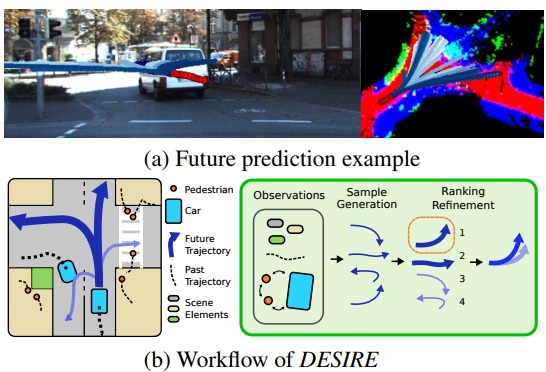 (a) Future prediction example
Pedestrian
Car
Future
Trajectory
Past
Trajectory
Scene
Elements
Observations
Sample
Generation
Ranking
Refinement
1
2
3
4
(b) Workflow of DESIRE